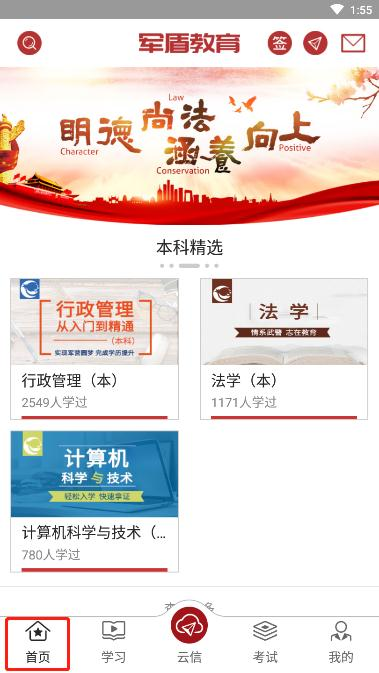 1:55
军盾教育
签
Law
明德 尚法
Character
涵养 向上
Positive
Conservation
本科精选
行政管理
从入门到精通
(本科)
实现军营圆梦 完成学历提升
法学
情系武警 志在教育
行政管理（本）
2549人学过
法学（本）
1171人学过
计算机
科学与技术
轻松入学 快速拿证
计算机科学与技术（...
780人学过
首页
学习
云信
考试
我的